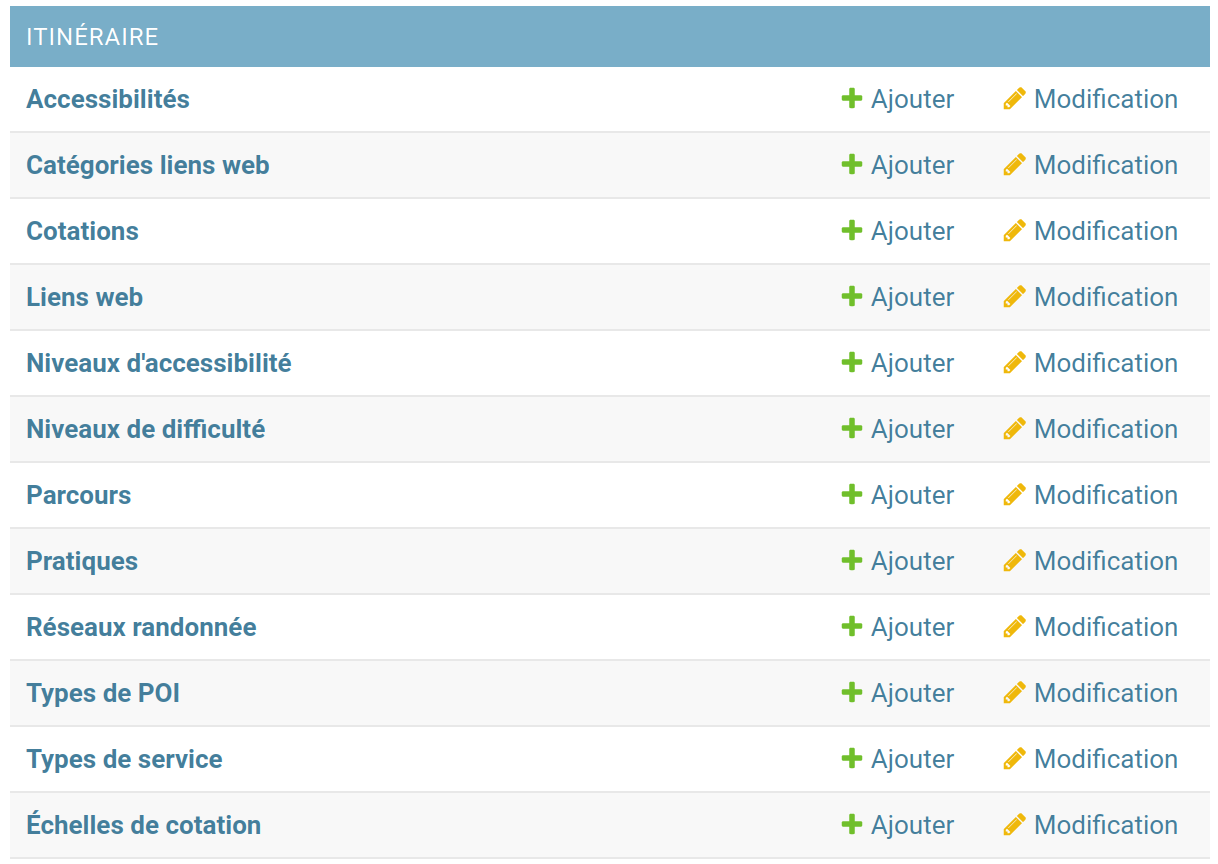 ITINÉRAIRE
Accessibilités Ajouter Modification
Catégories liens web Ajouter Modification
Cotations Ajouter Modification
Liens web Ajouter Modification
Niveaux d'accessibilité Ajouter Modification
Niveaux de difficulté Ajouter Modification
Parcours Ajouter Modification
Pratiques Ajouter Modification
Réseaux randonnée Ajouter Modification
Types de POI Ajouter Modification
Types de service Ajouter Modification
Échelles de cotation Ajouter Modification